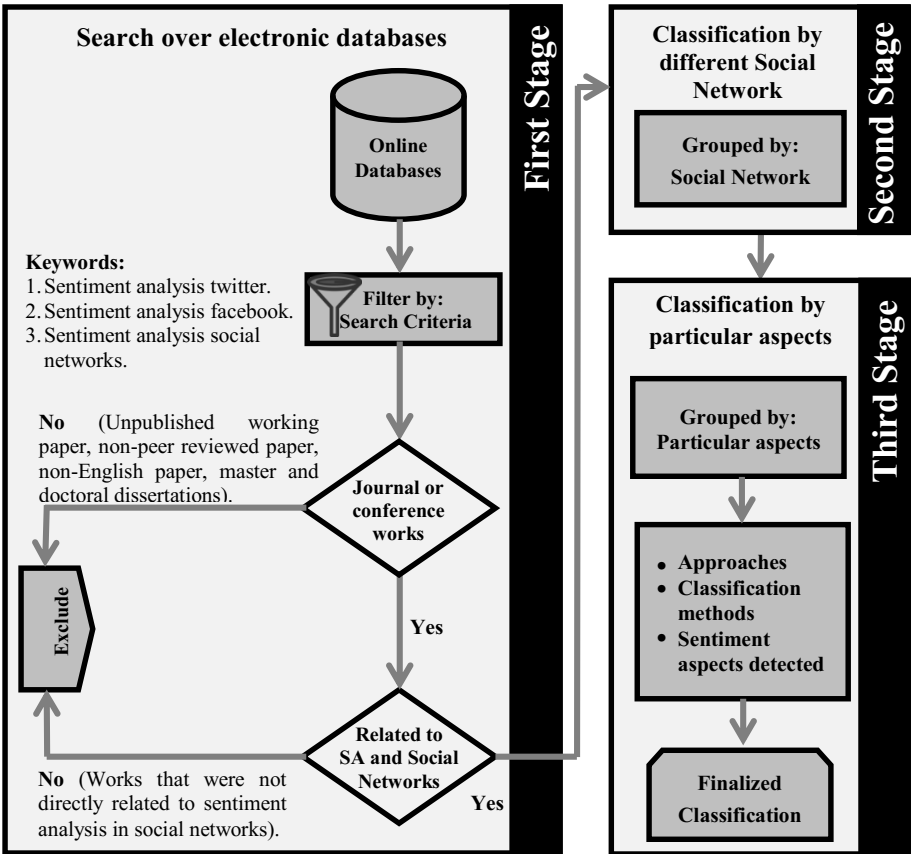 Search over electronic databases
First Stage
Online
Databases
Keywords:
1. Sentiment analysis twitter.
2. Sentiment analysis facebook.
3. Sentiment analysis social
networks.
Filter by:
Search Criteria
No (Unpublished working
paper, non-peer reviewed paper,
non-English paper, master and
doctoral dissertations).
Journal or
conference
works
Exclude
Yes
Related to
SA and Social
Networks
No (Works that were not
directly related to sentiment
analysis in social networks).
Yes
Classification by
different Social
Network
Second Stage
Grouped by:
Social Network
Classification by
particular aspects
Third Stage
Grouped by:
Particular aspects
• Approaches
• Classification
methods
• Sentiment
aspects detected
Finalized
Classification